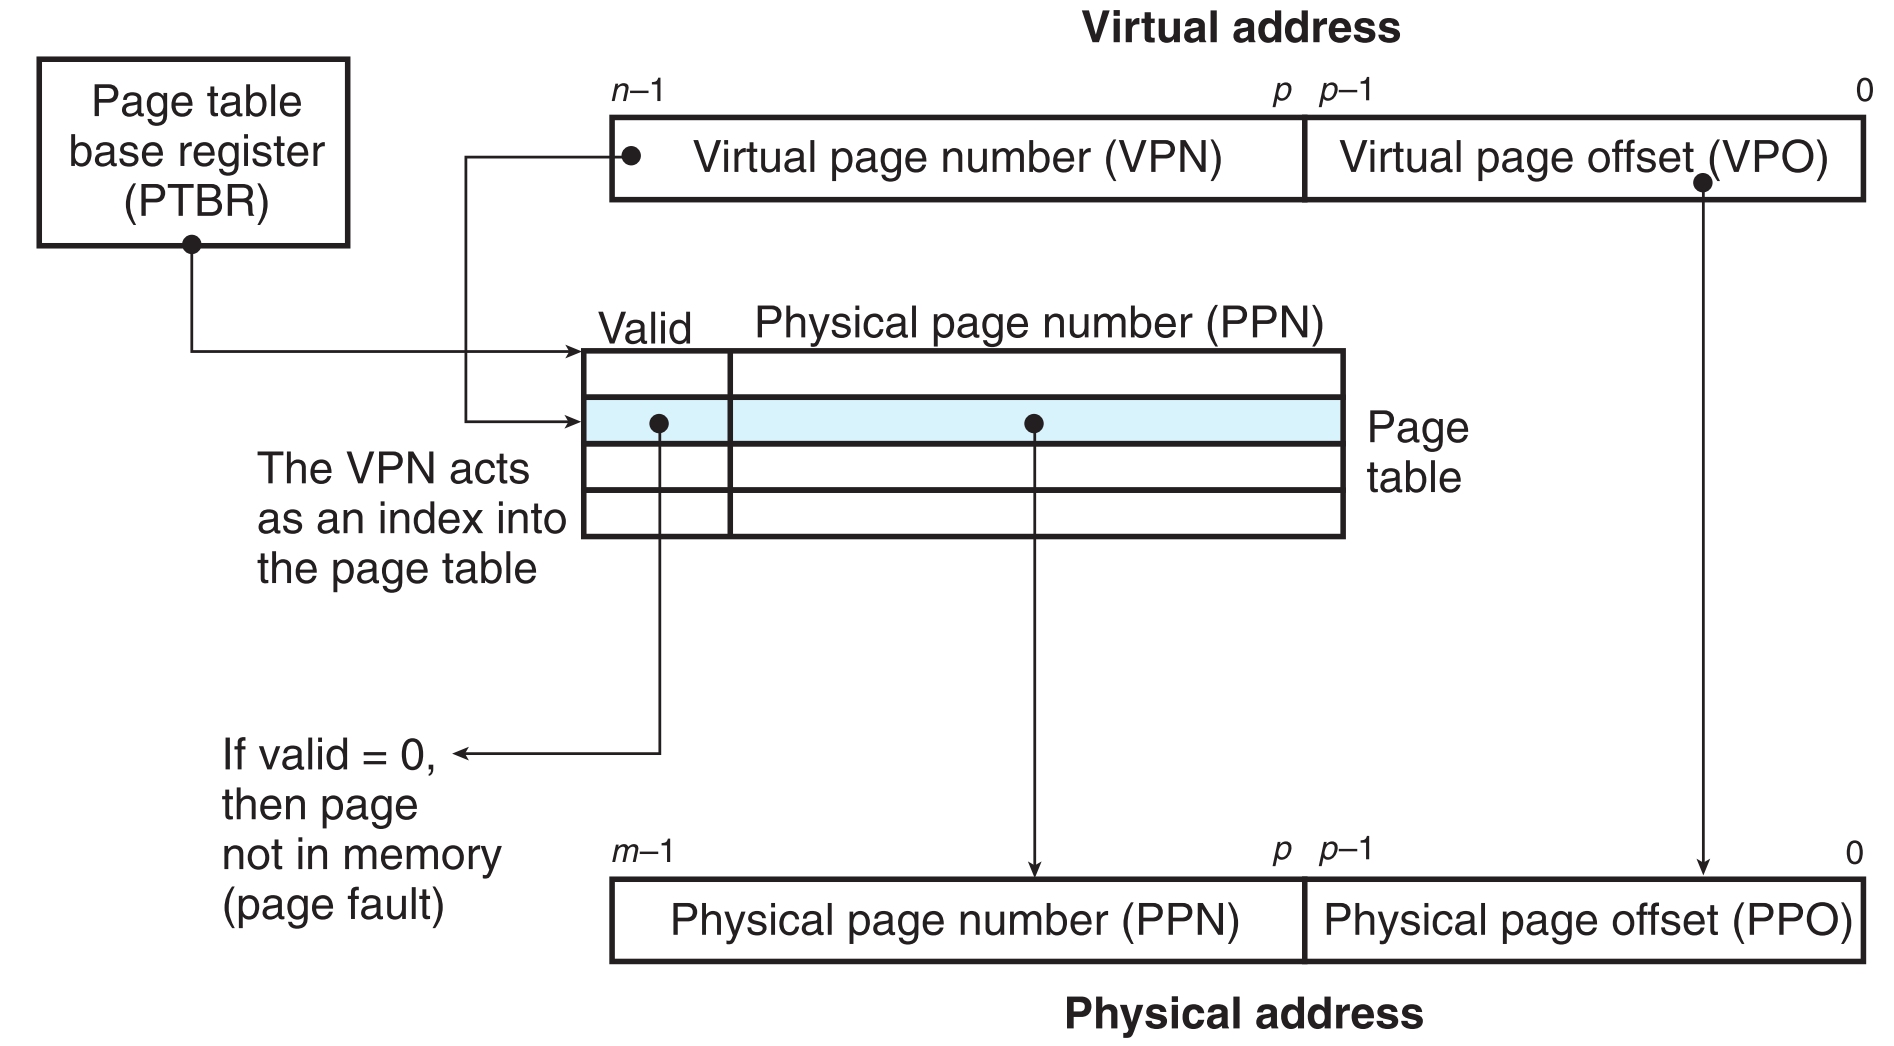 Virtual address
Page table
base register
(PTBR)
n–1
p
p–1
0
Virtual page number (VPN)
Virtual page offset (VPO)
Valid
Physical page number (PPN)
Page
table
The VPN acts
as an index into
the page table
If valid = 0,
then page
not in memory
(page fault)
m–1
p
p–1
0
Physical page number (PPN)
Physical page offset (PPO)
Physical address